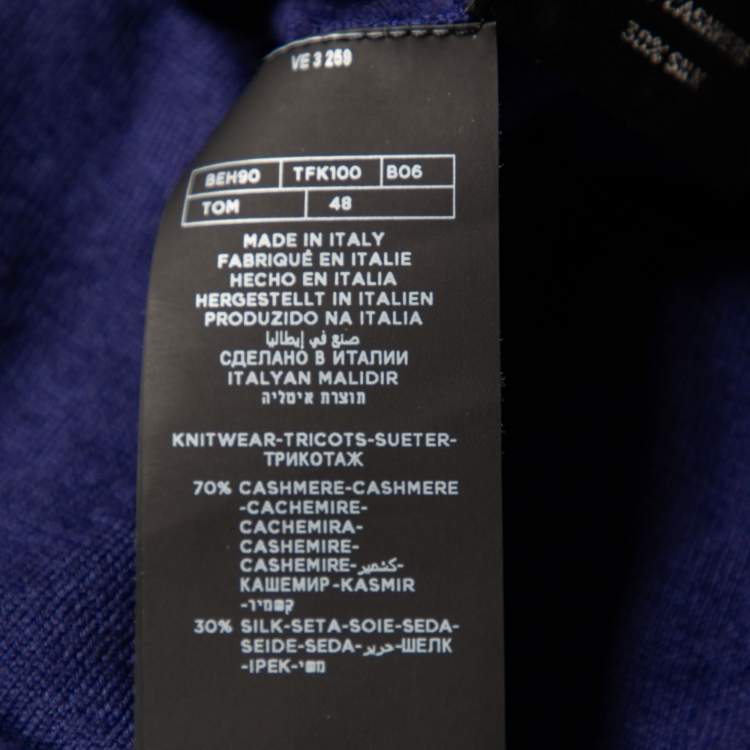 CASHMERE
30% SILK
VE 3 259
BEH90 TFK100 B06
TOM 48
MADE IN ITALY
FABRIQUÉ EN ITALIE
HECHO EN ITALIA
HERGESTELLT IN ITALIEN
PRODUZIDO NA ITALIA
صنع في إيطاليا
СДЕЛАНО В ИТАЛИИ
ITALYAN MALIDIR
תוצרת איטליה
KNITWEAR-TRICOTS-SUETER-
ТРИКОТАЖ
70% CASHMERE-CASHMERE
-CACHEMIRE-
CACHEMIRA-
CASHEMIRE-
CASHEMIRE-كشمير-
КАШЕМИР-KASMIR
-קשמיר
30% SILK-SETA-SOIE-SEDA-
SEIDE-SEDA-حرير-ШЕЛК
-IPEK-משי